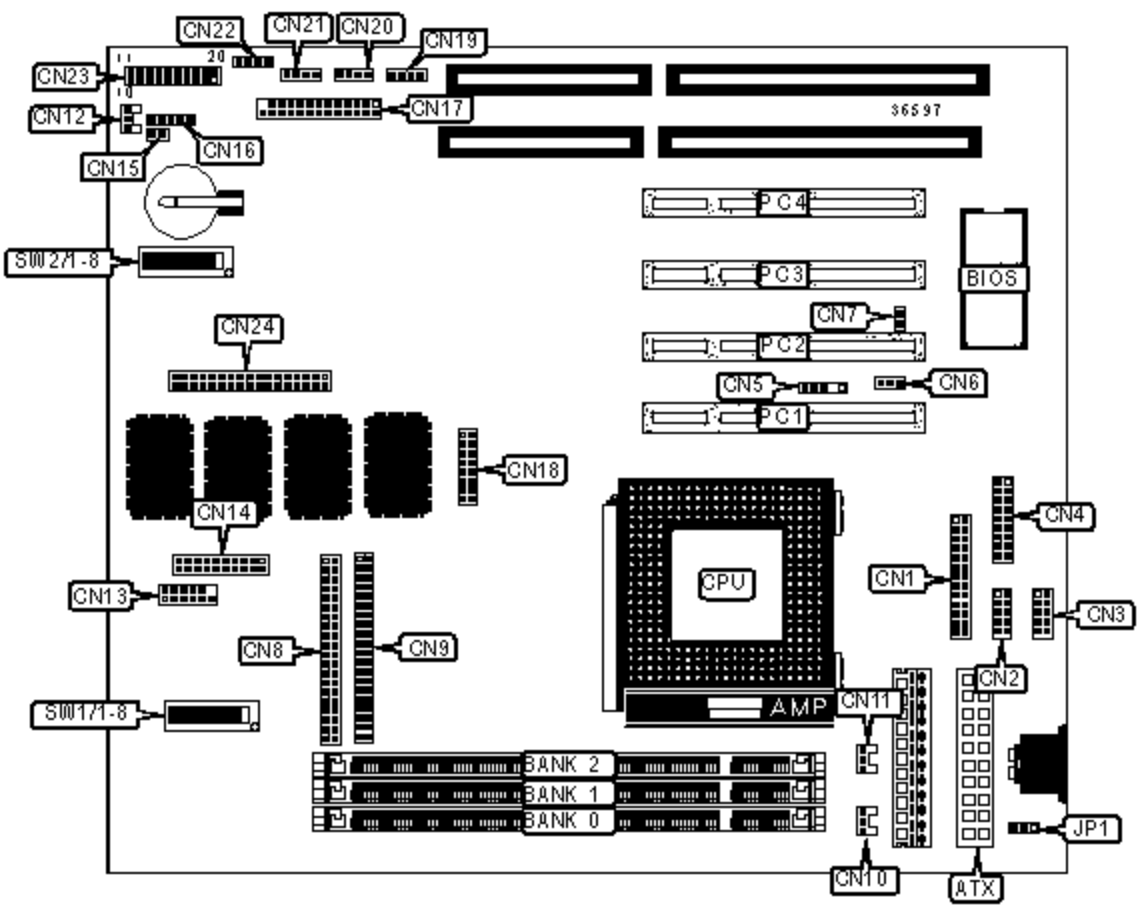 CN22
CN21
CN20
CN19
11
20
CN23
10
CN12
CN17
36597
CN16
CN15
PC4
SW2/1-8
PC3
BIOS
CN7
CN24
PC2
CN5
CN6
PC1
CN18
CN14
CN4
CPU
CN1
CN13
CN3
CN8
CN9
CN2
SW1/1-8
AMP
CN11
BANK 2
BANK 1
BANK 0
JP1
CN10
ATX